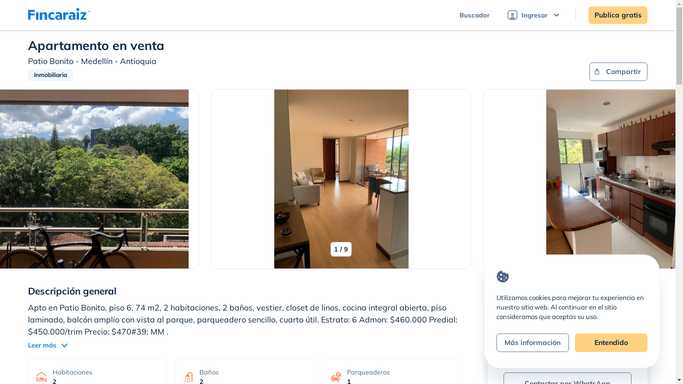 Fincaraiz
Buscador
Ingresar
Publica gratis
Apartamento en venta
Patio Bonito - Medellín - Antioquia
Inmobiliaria
Compartir
1 / 9
Descripción general
Apto en Patio Bonito, piso 6, 74 m2, 2 habitaciones, 2 baños, vestier, closet de linos, cocina integral abierta, piso
laminado, balcón amplio con vista al parque, parqueadero sencillo, cuarto útil. Estrato: 6 Admon: $460.000 Predial:
$450.000/trim Precio: $470#39; MM .
Leer más
Habitaciones
2
Baños
2
Parqueaderos
1
Utilizamos cookies para mejorar tu experiencia en
nuestro sitio web. Al continuar en el sitio
consideramos que aceptas su uso.
Más información
Entendido
Contactar por WhatsApp